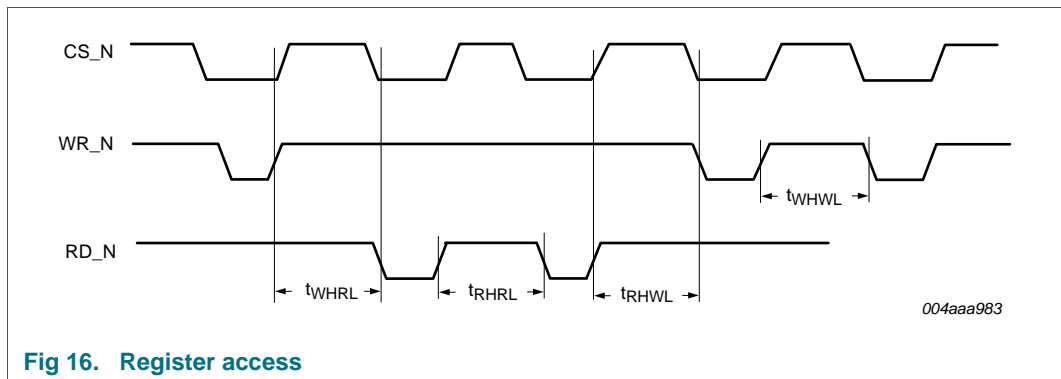 CS_N
WR_N
tWHWL
RD_N
tWHRL
tRHRL
tRHWL
004aaa983
Fig 16. Register access